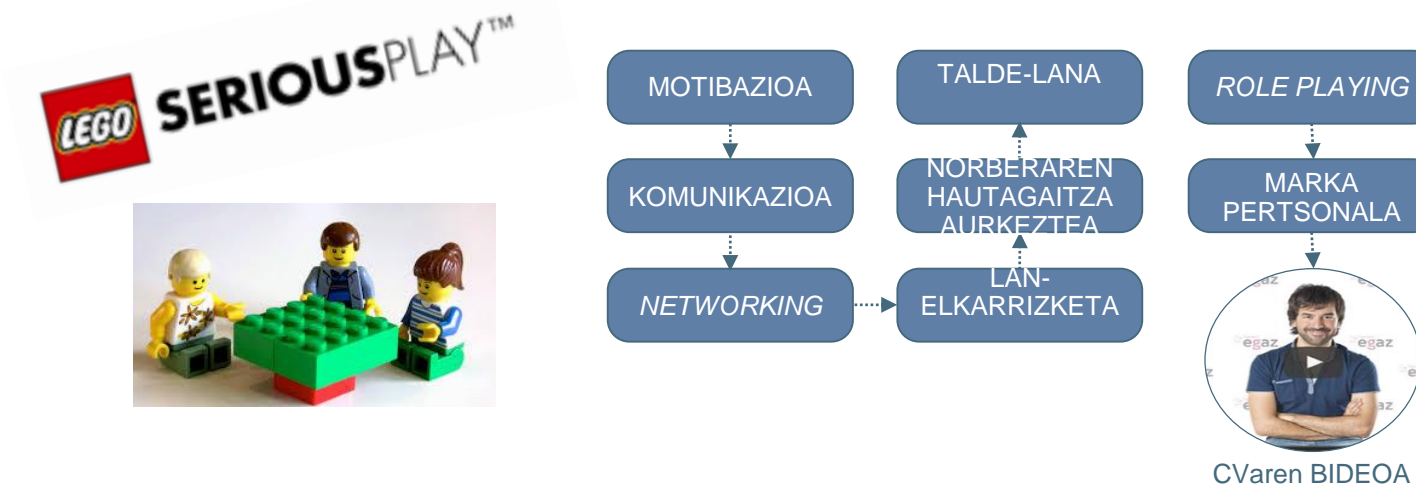 LEGO
SERIOUSPLAY™
MOTIBAZIOA
KOMUNIKAZIOA
NETWORKING
LAN-
ELKARRIZKETA
NORBERAREN
HAUTAGAITZA
AURKEZTEA
TALDE-LANA
ROLE PLAYING
MARKA
PERTSONALA
egaz
egaz
CVaren BIDEOA